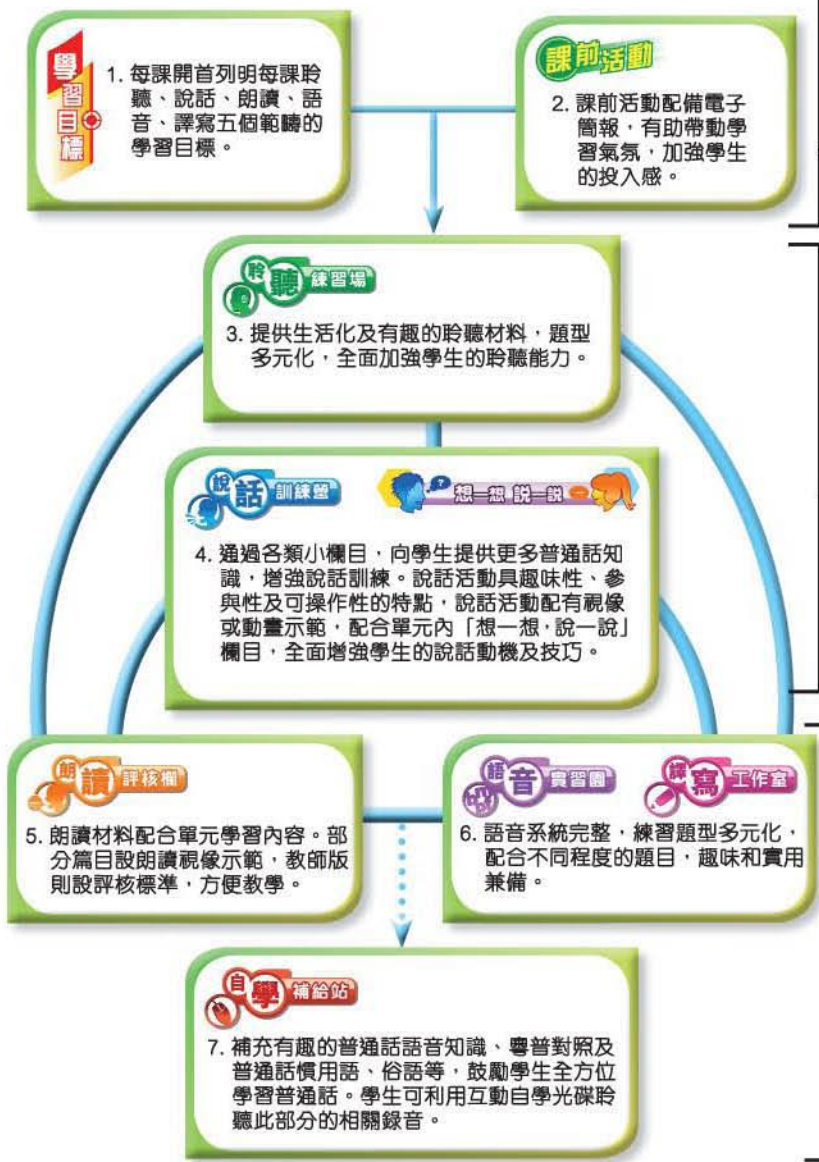 學習目標
1. 每課開首列明每課聆
聽、說話、朗讀、語
音、譯寫五個範疇的
學習目標。
課前活動
2. 課前活動配備電子
簡報，有助帶動學
習氣氛，加強學生
的投入感。
聆聽練習場
3. 提供生活化及有趣的聆聽材料，題型
多元化，全面加強學生的聆聽能力。
說話訓練營
想一想 說一說
4. 通過各類小欄目，向學生提供更多普通話知
識，增強說話訓練。說話活動具趣味性、參
與性及可操作性的特點，說話活動配有視像
或動畫示範，配合單元內「想一想，說一說」
欄目，全面增強學生的說話動機及技巧。
朗讀評核欄
5. 朗讀材料配合單元學習內容。部
分篇目設朗讀視像示範，教師版
則設評核標準，方便教學。
語音實習園
譯寫工作室
6. 語音系統完整，練習題型多元化，
配合不同程度的題目，趣味和實用
兼備。
自學補給站
7. 補充有趣的普通話語音知識、粵普對照及
普通話慣用語、俗語等，鼓勵學生全方位
學習普通話。學生可利用互動自學光碟聆
聽此部分的相關錄音。